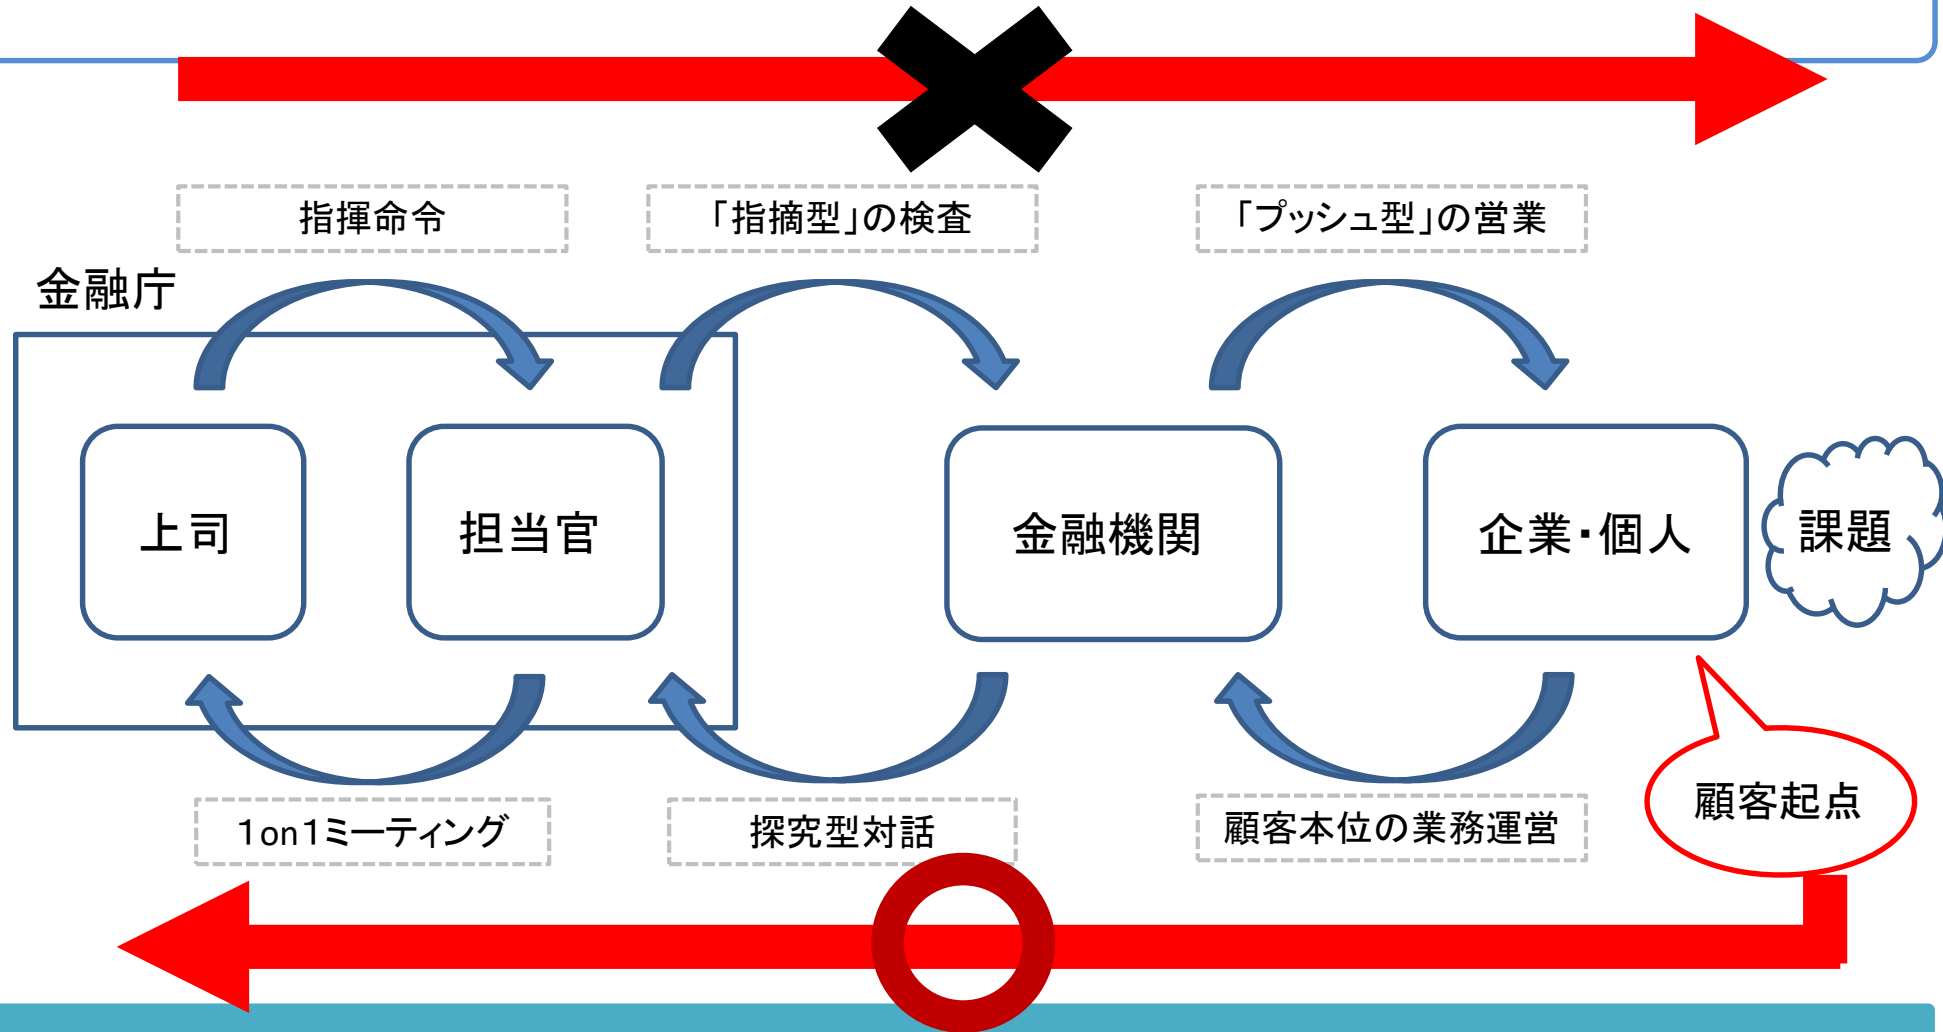 指揮命令
「指摘型」の検査
「プッシュ型」の営業
金融庁
上司
担当官
金融機関
企業・個人
課題
1on1ミーティング
探究型対話
顧客本位の業務運営
顧客起点